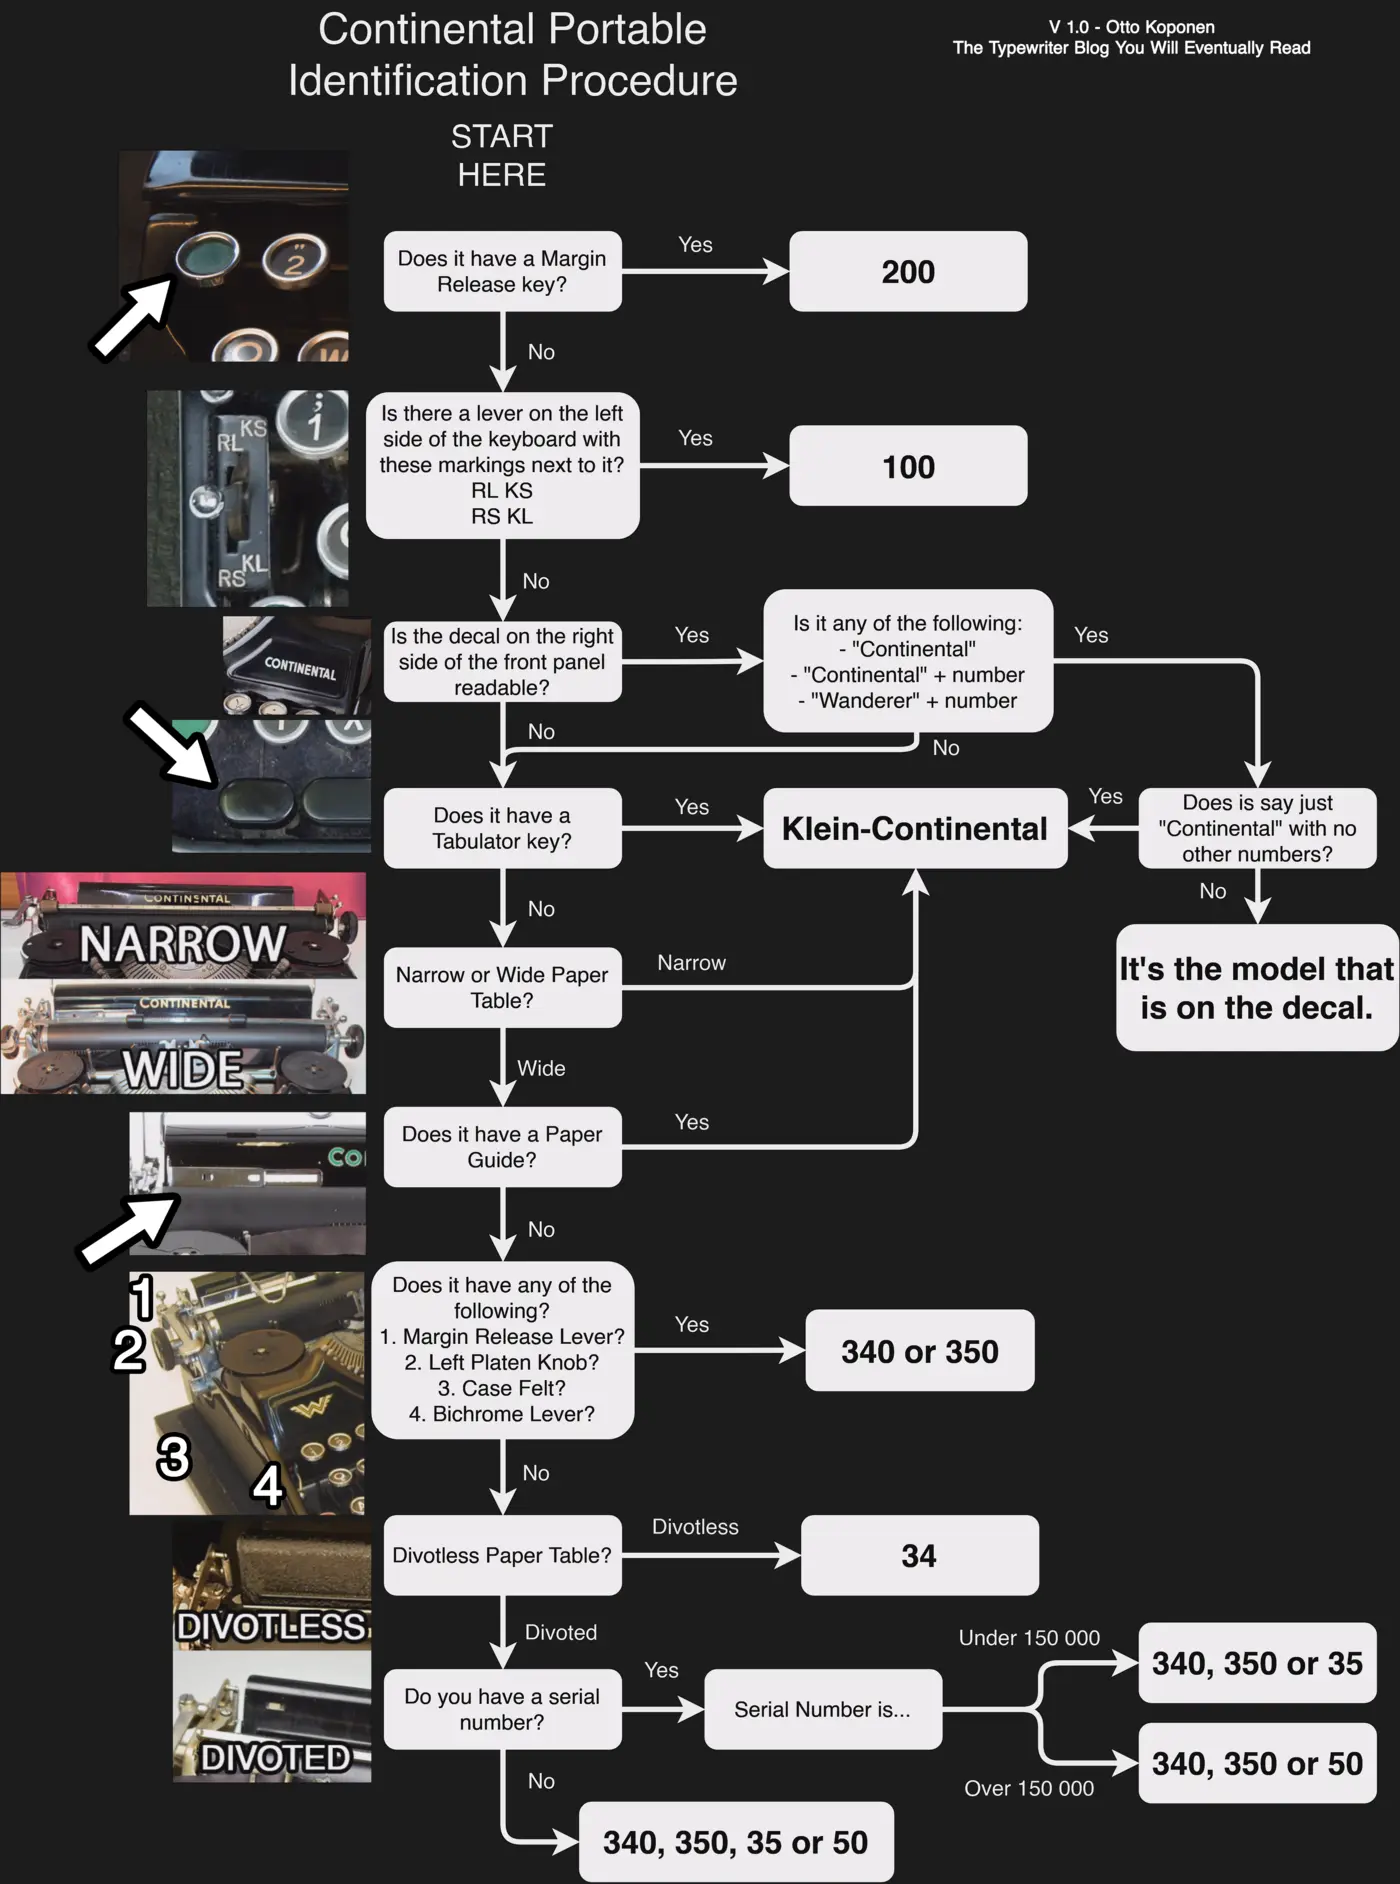 Continental Portable
Identification Procedure
V 1.0 - Otto Koponen
The Typewriter Blog You Will Eventually Read
START
HERE
"
2
Does it have a Margin
Release key?
Yes
200
No
KS
RL
;
1
KL
RS
Is there a lever on the left
side of the keyboard with
these markings next to it?
RL KS
RS KL
Yes
100
No
CONTINENTAL
Is the decal on the right
side of the front panel
readable?
Yes
Is it any of the following:
- "Continental"
- "Continental" + number
- "Wanderer" + number
Yes
No
No
Does it have a
Tabulator key?
Yes
Klein-Continental
Yes
Does is say just
"Continental" with no
other numbers?
No
It's the model that
is on the decal.
No
CONTINENTAL
NARROW
CONTINENTAL
WIDE
Narrow or Wide Paper
Table?
Narrow
Wide
Does it have a Paper
Guide?
Yes
No
1
2
3
4
Does it have any of the
following?
1. Margin Release Lever?
2. Left Platen Knob?
3. Case Felt?
4. Bichrome Lever?
Yes
340 or 350
No
DIVOTLESS
Divotless Paper Table?
Divotless
34
Divoted
DIVOTED
Do you have a serial
number?
Yes
Serial Number is...
Under 150 000
340, 350 or 35
Over 150 000
340, 350 or 50
No
340, 350, 35 or 50